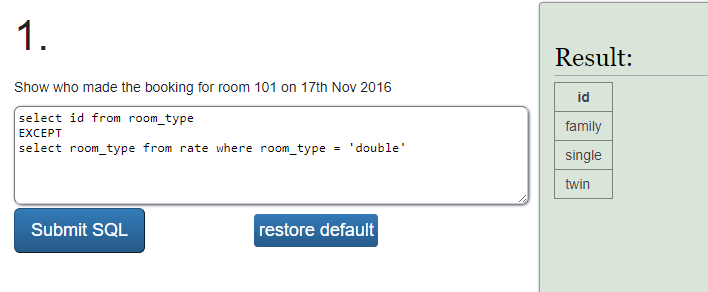 1.
Show who made the booking for room 101 on 17th Nov 2016
select id from room_type
EXCEPT
select room_type from rate where room_type = 'double'
Submit SQL
restore default
Result:
id
family
single
twin